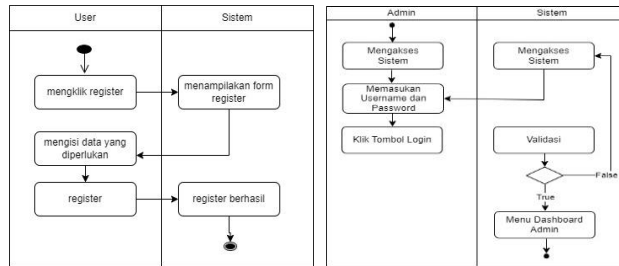 User
Sistem
mengklik register
menampilakan form
register
mengisi data yang
diperlukan
register
register berhasil
Admin
Sistem
Mengakses
Sistem
Mengakses
Sistem
Memasukan
Username dan
Password
Klik Tombol Login
Validasi
False
True
Menu Dashboard
Admin